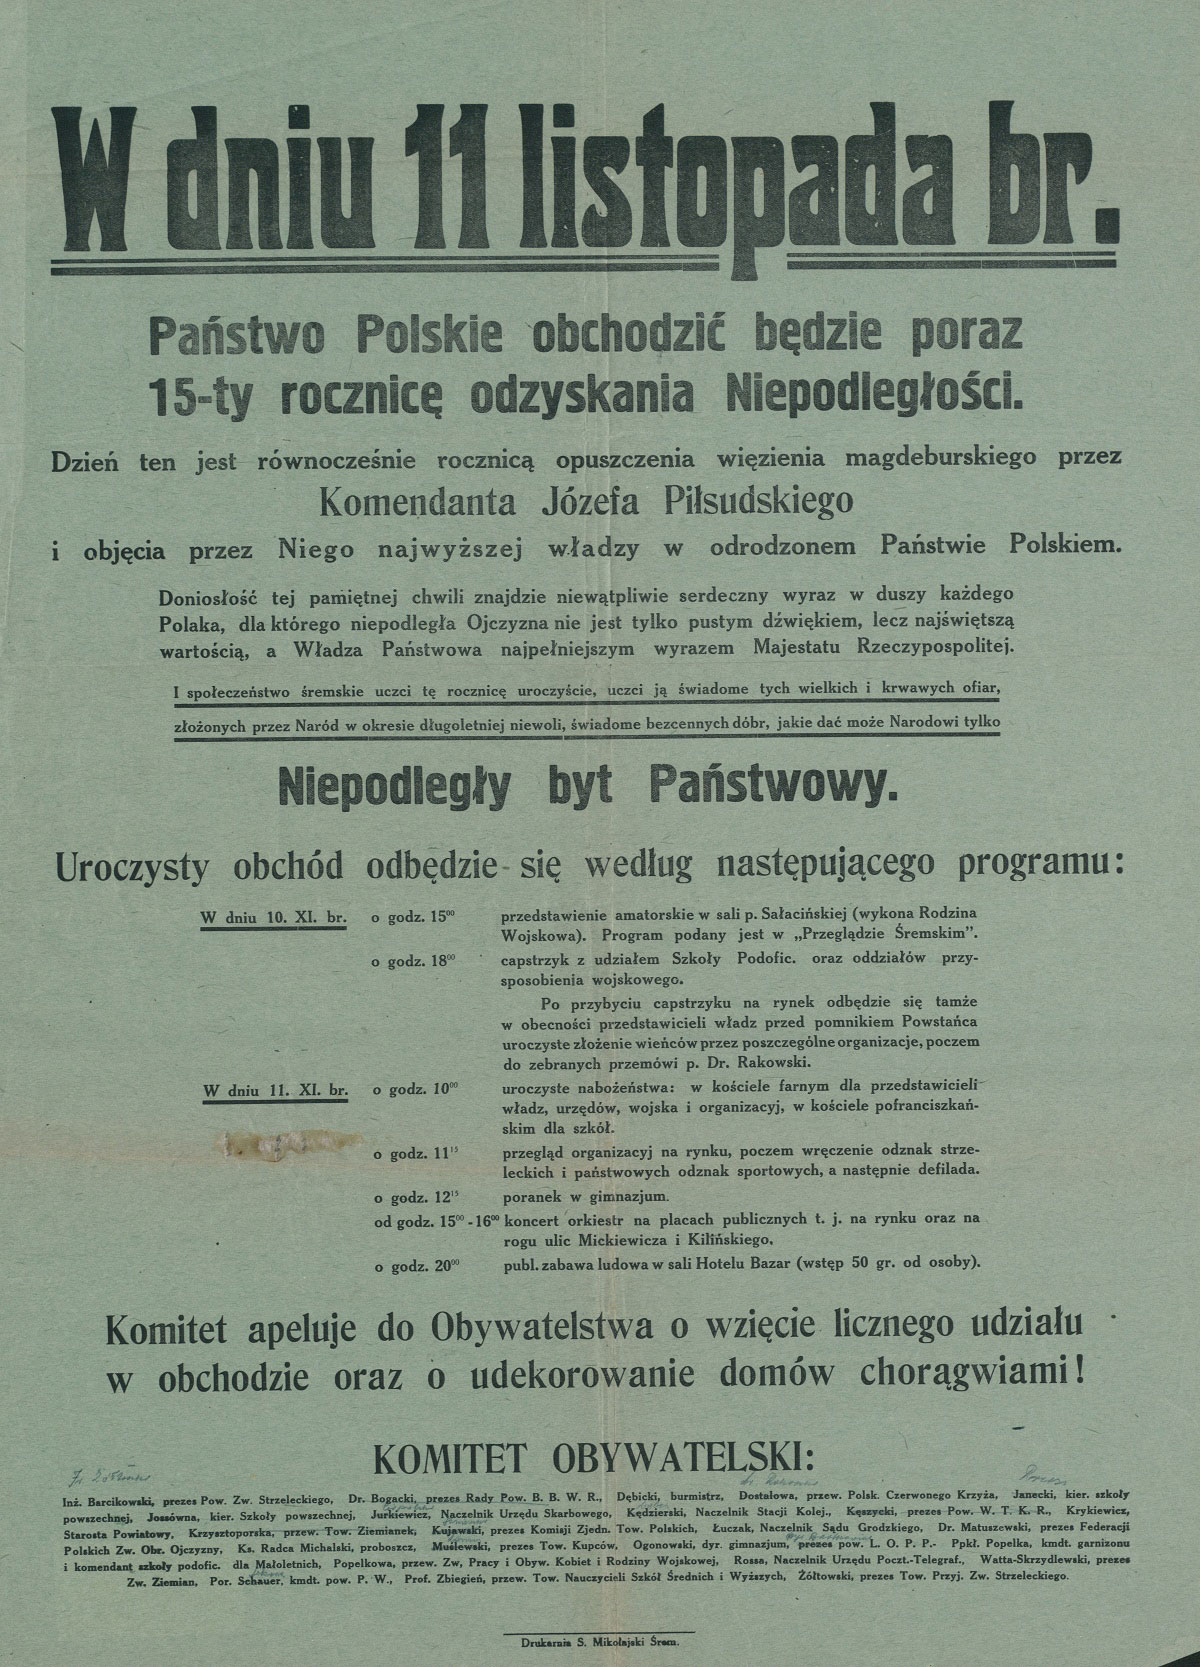 W dniu 11 listopada br.
Państwo Polskie obchodzić będzie poraz
15-ty rocznicę odzyskania Niepodległości.
Dzień ten jest równocześnie rocznicą opuszczenia więzienia magdeburskiego przez
Komendanta Józefa Piłsudskiego
i objęcia przez Niego najwyższej władzy w odrodzonem Państwie Polskiem.
Doniosłość tej pamiętnej chwili znajdzie niewątpliwie serdeczny wyraz w duszy każdego
Polaka, dla którego niepodległa Ojczyzna nie jest tylko pustym dźwiękiem, lecz najświętszą
wartością, a Władza Państwowa najpełniejszym wyrazem Majestatu Rzeczypospolitej.
I społeczeństwo śremskie uczci tę rocznicę uroczyście, uczci ją świadome tych wielkich i krwawych ofiar,
złożonych przez Naród w okresie długoletniej niewoli, świadome bezcennych dóbr, jakie dać może Narodowi tylko
Niepodległy byt Państwowy.
Uroczysty obchód odbędzie się według następującego programu:
W dniu 10. XI. br. o godz. 15⁰⁰ przedstawienie amatorskie w sali p. Sałacińskiej (wykona Rodzina
Wojskowa). Program podany jest w „Przeglądzie Śremskim”.
o godz. 18⁰⁰ capstrzyk z udziałem Szkoły Podofic. oraz oddziałów przy-
sposobienia wojskowego.
Po przybyciu capstrzyku na rynek odbędzie się tamże
w obecności przedstawicieli władz przed pomnikiem Powstańca
uroczyste złożenie wieńców przez poszczególne organizacje, poczem
do zebranych przemówi p. Dr. Rakowski.
W dniu 11. XI. br. o godz. 10⁰⁰ uroczyste nabożeństwa: w kościele farnym dla przedstawicieli
władz, urzędów, wojska i organizacyj, w kościele pofranciszkań-
skim dla szkół.
o godz. 11¹⁵ przegląd organizacyj na rynku, poczem wręczenie odznak strze-
leckich i państwowych odznak sportowych, a następnie defilada.
o godz. 12¹⁵ poranek w gimnazjum.
od godz. 15⁰⁰-16⁰⁰ koncert orkiestr na placach publicznych t. j. na rynku oraz na
rogu ulic Mickiewicza i Kilińskiego.
o godz. 20⁰⁰ publ. zabawa ludowa w sali Hotelu Bazar (wstęp 50 gr. od osoby).
Komitet apeluje do Obywatelstwa o wzięcie licznego udziału
w obchodzie oraz o udekorowanie domów chorągwiami!
KOMITET OBYWATELSKI:
Inż. Barcikowski, prezes Pow. Zw. Strzeleckiego, Dr. Bogacki, prezes Rady Pow. B. B. W. R., Dębicki, burmistrz, Dostalowa, przew. Polsk. Czerwonego Krzyża, Janecki, kier. szkoły
powszechnej, Jossówna, kier. Szkoły powszechnej, Jurkiewicz, Naczelnik Urzędu Skarbowego, Kędzierski, Naczelnik Stacji Kolej., Kęszycki, prezes Pow. W. T. K. R., Krykiewicz,
Starosta Powiatowy, Krzysztoporska, przew. Tow. Ziemianek, Kujawski, prezes Komisji Zjedn. Tow. Polskich, Łuczak, Naczelnik Sądu Grodzkiego, Dr. Matuszewski, prezes Federacji
Polskich Zw. Obr. Ojczyzny, Ks. Radca Michalski, proboszcz, Muślewski, prezes Tow. Kupców, Ogonowski, dyr. gimnazjum, prezes pow. L. O. P. P.- Ppłk. Popelka, kmdt. garnizonu
i komendant szkoły podofic. dla Małoletnich, Popelkowa, przew. Zw, Pracy i Obyw. Kobiet i Rodziny Wojskowej, Rossa, Naczelnik Urzędu Poczt.-Telegraf., Watta-Skrzydlewski, prezes
Zw. Ziemian, Por. Schauer, kmdt. pow. P. W., Prof. Zbiegień, przew. Tow. Nauczycieli Szkół Średnich i Wyższych, Żółtowski, prezes Tow. Przyj. Zw. Strzeleckiego.
Drukarnia S. Mikołajski Śrem.